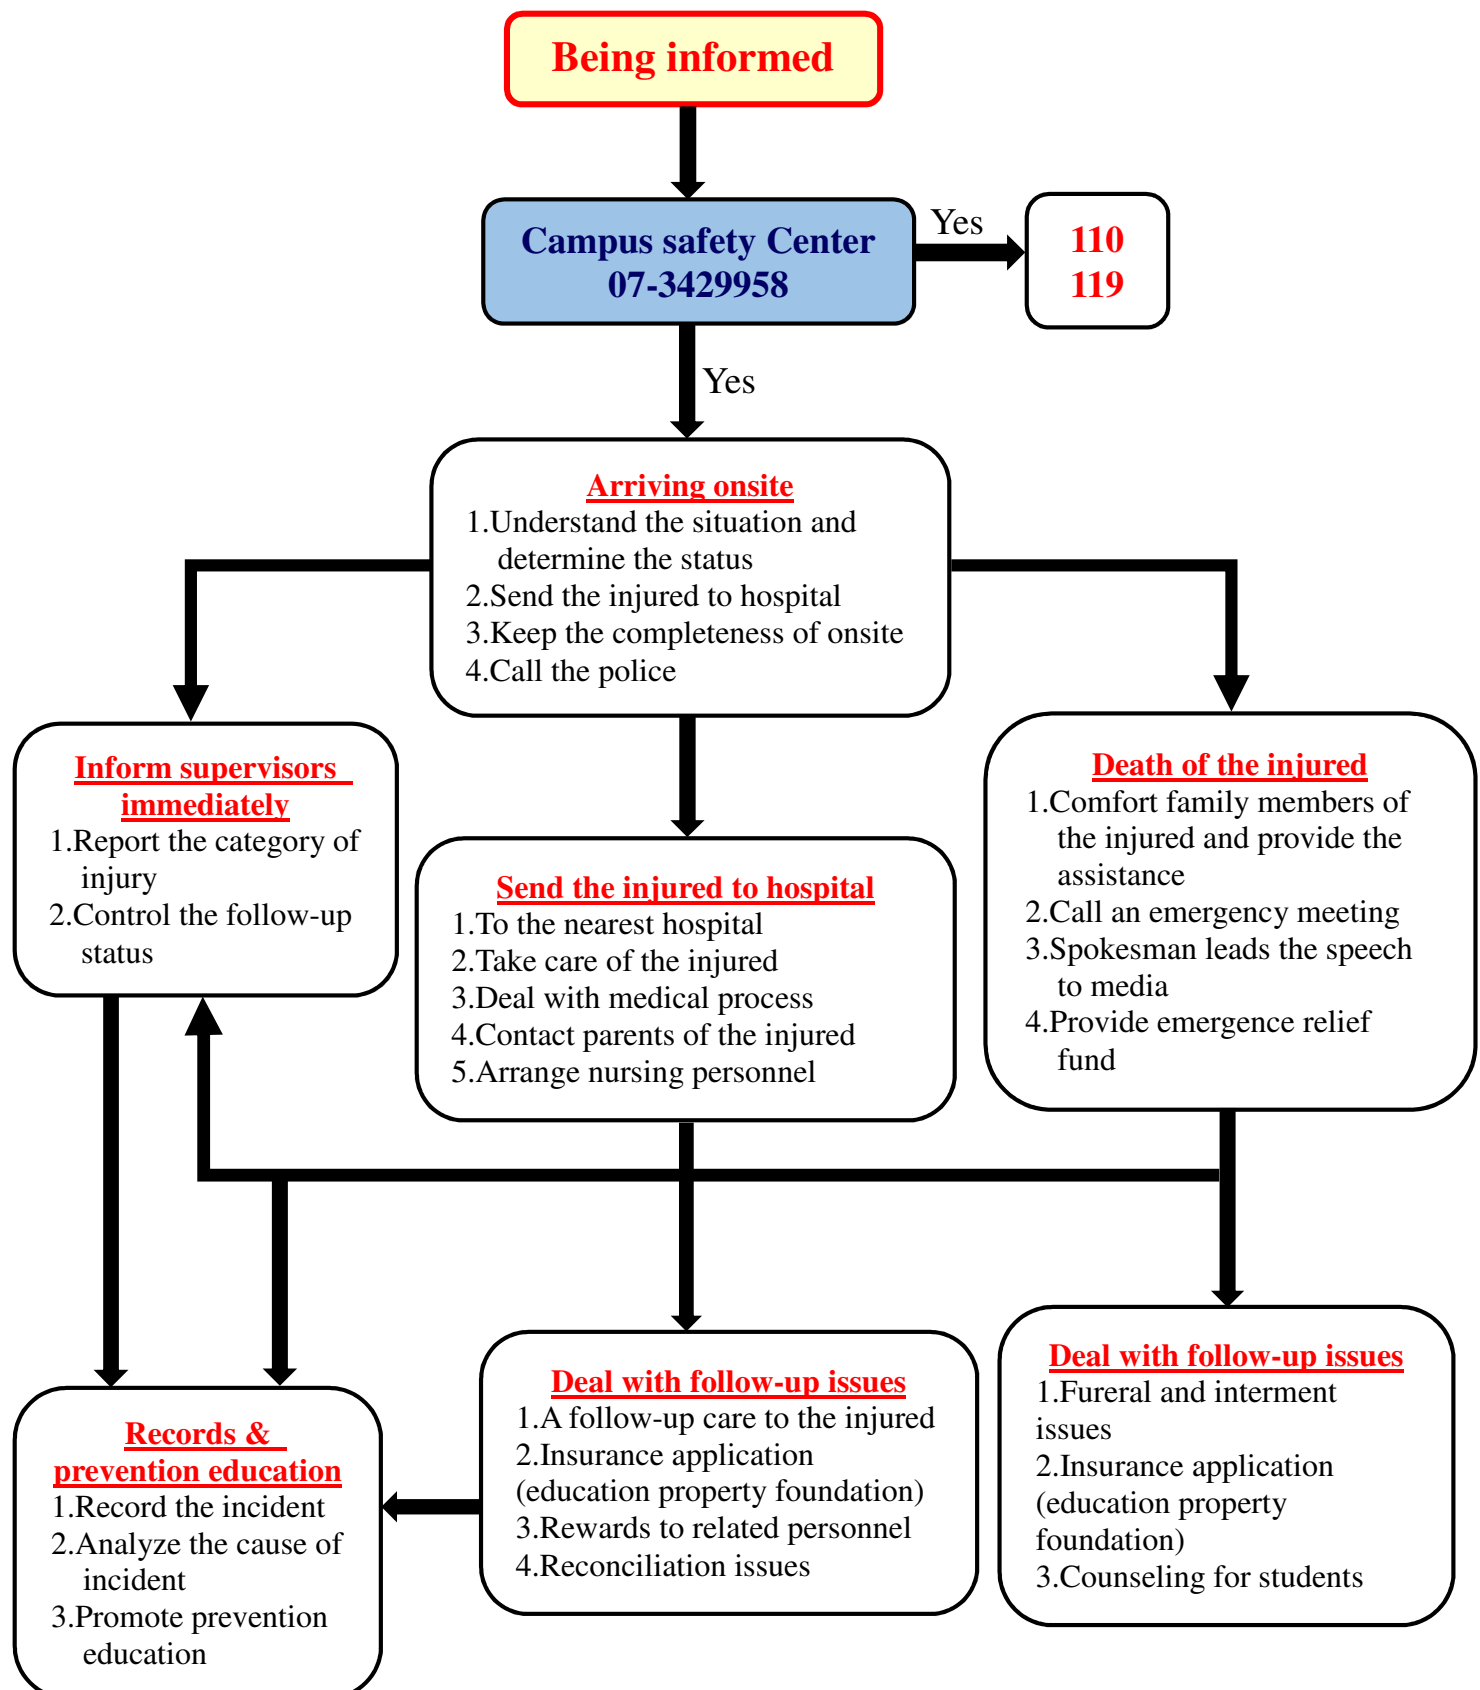 Being informed
Campus safety Center
07-3429958
Yes
110
119
Yes
Arriving onsite
1.Understand the situation and
determine the status
2.Send the injured to hospital
3.Keep the completeness of onsite
4.Call the police
Inform supervisors
immediately
1.Report the category of
injury
2.Control the follow-up
status
Send the injured to hospital
1.To the nearest hospital
2.Take care of the injured
3.Deal with medical process
4.Contact parents of the injured
5.Arrange nursing personnel
Death of the injured
1.Comfort family members of
the injured and provide the
assistance
2.Call an emergency meeting
3.Spokesman leads the speech
to media
4.Provide emergence relief
fund
Records &
prevention education
1.Record the incident
2.Analyze the cause of
incident
3.Promote prevention
education
Deal with follow-up issues
1.A follow-up care to the injured
2.Insurance application
(education property foundation)
3.Rewards to related personnel
4.Reconciliation issues
Deal with follow-up issues
1.Fureral and interment
issues
2.Insurance application
(education property
foundation)
3.Counseling for students